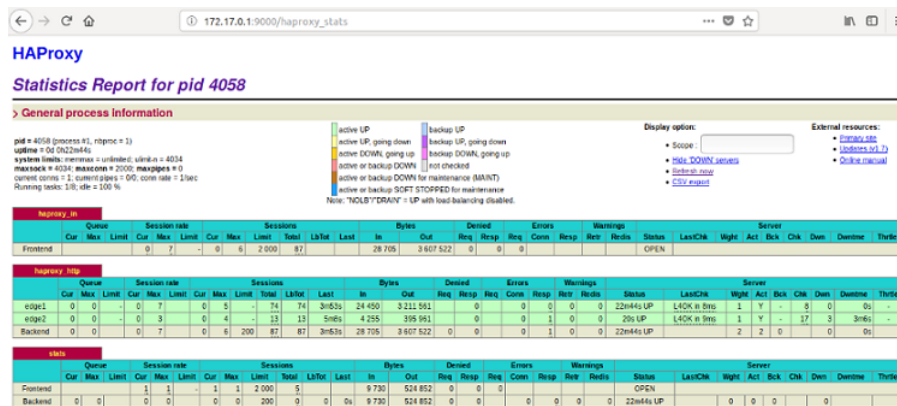 172.17.0.1:9000/haproxy_stats
HAProxy
Statistics Report for pid 4058
> General process information
pid = 4058 (process #1, nbproc = 1)
uptime = 0d 0h22m44s
system limits: memmax = unlimited; ulimit-n = 4034
maxsock = 4034; maxconn = 2000; maxpipes = 0
current conns = 1; current pipes = 0/0; conn rate = 1/sec
Running tasks: 1/8; idle = 100 %
active UP backup UP
active UP, going down backup UP, going down
active DOWN, going up backup DOWN, going up
active or backup DOWN not checked
active or backup DOWN for maintenance (MAINT)
active or backup SOFT STOPPED for maintenance
Note: "NOLB"/"DRAIN" = UP with load-balancing disabled.
Display option:
Scope :
Hide 'DOWN' servers
Refresh now
CSV export
External resources:
Primary site
Updates (v1.7)
Online manual
haproxy_in
Queue Session rate Sessions Bytes Denied Errors Warnings Server
Cur Max Limit Cur Max Limit Cur Max Limit Total LbTot Last In Out Req Resp Req Conn Resp Retr Redis Status LastChk Wght Act Bck Chk Dwn Dwntme Thrtle
Frontend 0 7 - 0 6 2 000 87 28 705 3 607 522 0 0 0 OPEN
haproxy_http
Queue Session rate Sessions Bytes Denied Errors Warnings Server
Cur Max Limit Cur Max Limit Cur Max Limit Total LbTot Last In Out Req Resp Req Conn Resp Retr Redis Status LastChk Wght Act Bck Chk Dwn Dwntme Thrtle
edge1 0 0 - 0 7 0 5 - 74 74 3m53s 24 450 3 211 561 0 0 0 0 0 22m44s UP L4OK in 8ms 1 Y - 8 0 0s -
edge2 0 0 - 0 3 0 4 - 13 13 3m53s 4 255 395 961 0 0 1 0 0 20s UP L4OK in 9ms 1 Y - 17 3 3m6s -
Backend 0 0 0 7 0 6 200 87 87 3m53s 28 705 3 607 522 0 0 0 1 0 0 22m44s UP 2 2 0 0 0s
stats
Queue Session rate Sessions Bytes Denied Errors Warnings Server
Cur Max Limit Cur Max Limit Cur Max Limit Total LbTot Last In Out Req Resp Req Conn Resp Retr Redis Status LastChk Wght Act Bck Chk Dwn Dwntme Thrtle
Frontend 1 1 - 1 1 2 000 5 9 730 524 852 0 0 0 OPEN
Backend 0 0 0 0 0 0 200 0 0 0s 9 730 524 852 0 0 0 0 0 0 22m44s UP 0 0 0 0